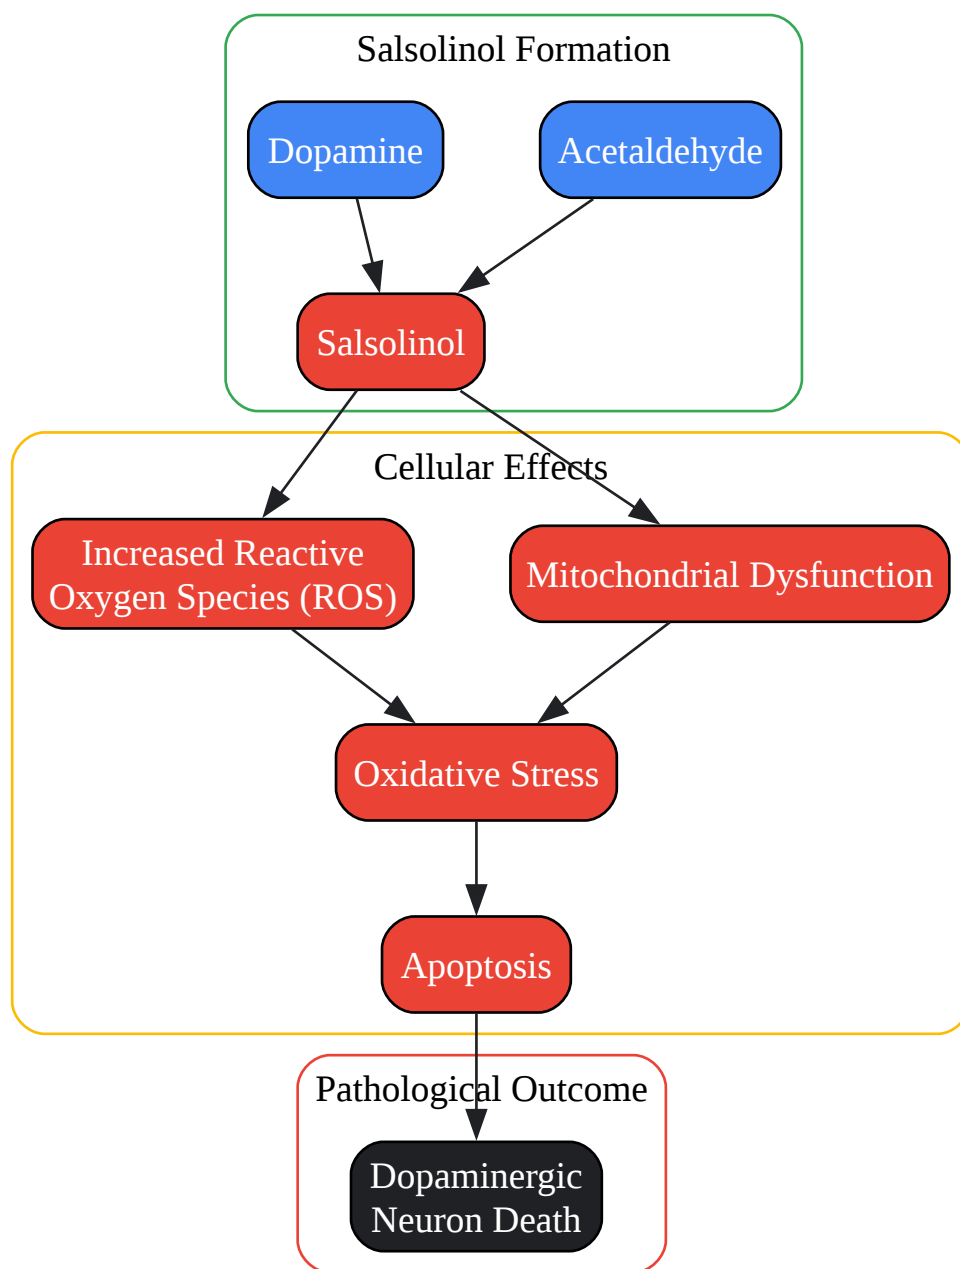 Salsolinol Formation
Dopamine
Acetaldehyde
Salsolinol
Cellular Effects
Increased Reactive
Oxygen Species (ROS)
Mitochondrial Dysfunction
Oxidative Stress
Apoptosis
Pathological Outcome
Dopaminergic
Neuron Death